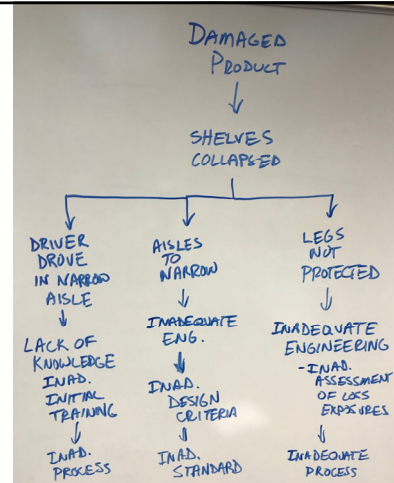 DAMAGED
PRODUCT
SHELVES
COLLAPSED
DRIVER
DROVE
IN NARROW
AISLE
LACK OF
KNOWLEDGE
INAD.
INITIAL
TRAINING
INAD.
PROCESS
AISLES
TO
NARROW
INADEQUATE
ENG.
INAD.
DESIGN
CRITERIA
INAD.
STANDARD
LEGS
NOT
PROTECTED
INADEQUATE
ENGINEERING
-INAD.
ASSESSMENT
OF LOSS
EXPOSURES
INADEQUATE
PROCESS